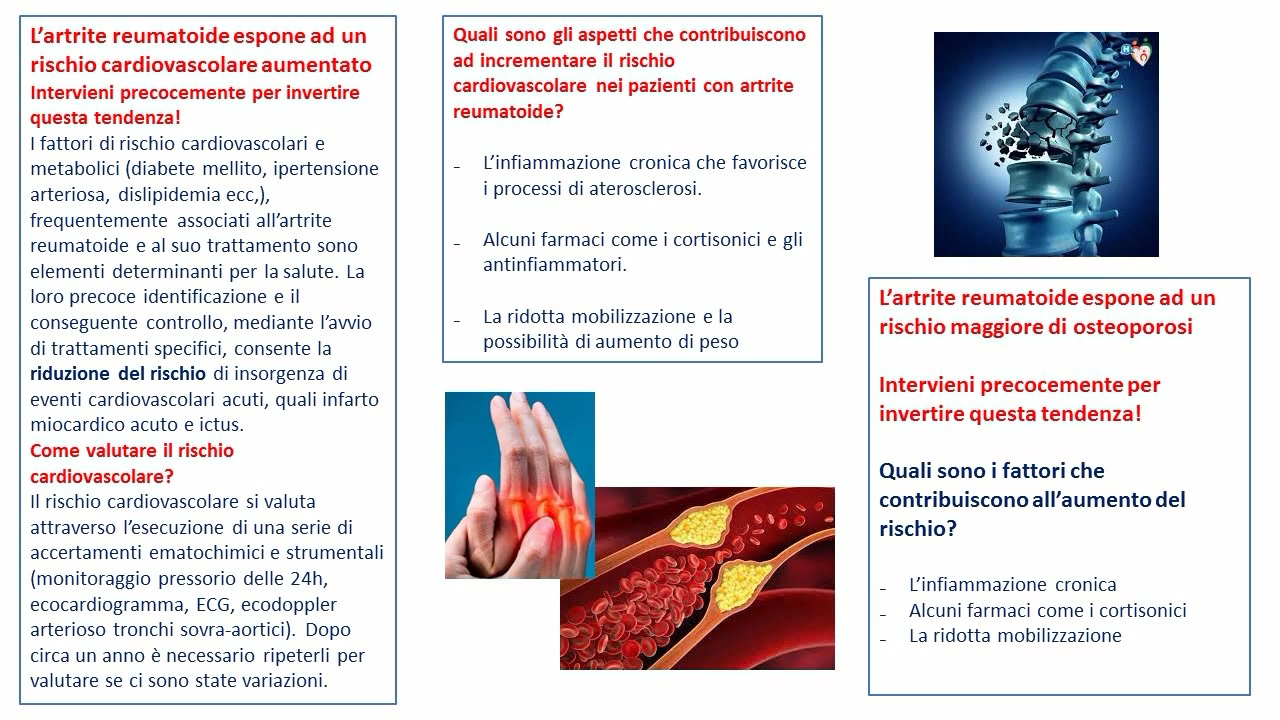 L’artrite reumatoide espone ad un
rischio cardiovascolare aumentato
Intervieni precocemente per invertire
questa tendenza!
I fattori di rischio cardiovascolari e
metabolici (diabete mellito, ipertensione
arteriosa, dislipidemia ecc,),
frequentemente associati all’artrite
reumatoide e al suo trattamento sono
elementi determinanti per la salute. La
loro precoce identificazione e il
conseguente controllo, mediante l’avvio
di trattamenti specifici, consente la
riduzione del rischio di insorgenza di
eventi cardiovascolari acuti, quali infarto
miocardico acuto e ictus.
Come valutare il rischio
cardiovascolare?
Il rischio cardiovascolare si valuta
attraverso l’esecuzione di una serie di
accertamenti ematochimici e strumentali
(monitoraggio pressorio delle 24h,
ecocardiogramma, ECG, ecodoppler
arterioso tronchi sovra-aortici). Dopo
circa un anno è necessario ripeterli per
valutare se ci sono state variazioni.
Quali sono gli aspetti che contribuiscono
ad incrementare il rischio
cardiovascolare nei pazienti con artrite
reumatoide?
- L’infiammazione cronica che favorisce
i processi di aterosclerosi.
- Alcuni farmaci come i cortisonici e gli
antinfiammatori.
- La ridotta mobilizzazione e la
possibilità di aumento di peso
L’artrite reumatoide espone ad un
rischio maggiore di osteoporosi
Intervieni precocemente per
invertire questa tendenza!
Quali sono i fattori che
contribuiscono all’aumento del
rischio?
- L’infiammazione cronica
- Alcuni farmaci come i cortisonici
- La ridotta mobilizzazione